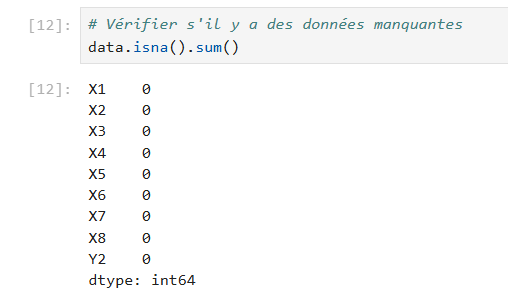 [12]: # Vérifier s'il y a des données manquantes
data.isna().sum()
[12]: X1 0
X2 0
X3 0
X4 0
X5 0
X6 0
X7 0
X8 0
Y2 0
dtype: int64